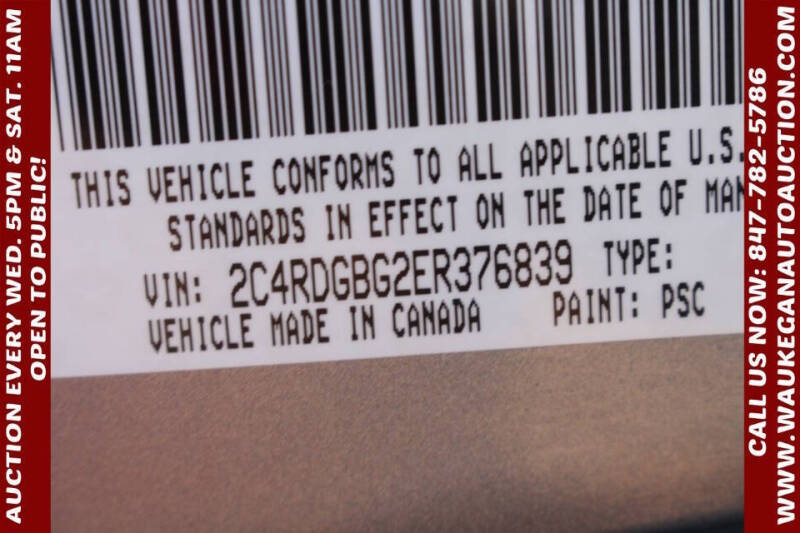 AUCTION EVERY WED. 5PM & SAT. 11AM
OPEN TO PUBLIC!
THIS VEHICLE CONFORMS TO ALL APPLICABLE U.S.
STANDARDS IN EFFECT ON THE DATE OF MAN
VIN: 2C4RDGBG2ER376839 TYPE:
VEHICLE MADE IN CANADA PAINT: PSC
CALL US NOW: 847-782-5786
WWW.WAUKEGANAUTOAUCTION.COM